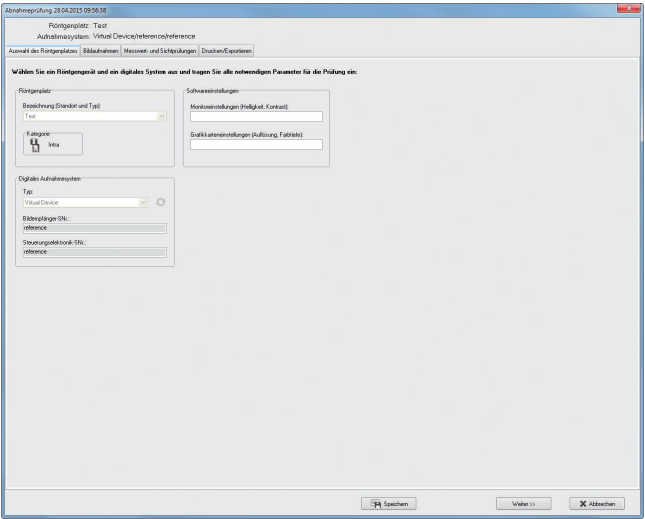 Abnahmeprüfung 28.04.2015 09:56:38
Röntgenplatz: Test
Aufnahmesystem: Virtual Device/reference/reference
Auswahl des Röntgenplatzes Bildaufnahmen Messwert- und Sichtprüfungen Drucken/Exportieren
Wählen Sie ein Röntgengerät und ein digitales System aus und tragen Sie alle notwendigen Parameter für die Prüfung ein:
Röntgenplatz
Bezeichnung (Standort und Typ):
Test
Kategorie
Intra
Softwareeinstellungen
Monitoreinstellungen (Helligkeit, Kontrast):
Grafikkarteneinstellungen (Auflösung, Farbtiefe):
Digitales Aufnahmesystem
Typ:
Virtual Device
Bildempfänger-SNr.:
reference
Steuerungselektronik-SNr.:
reference
Speichern Weiter >> Abbrechen